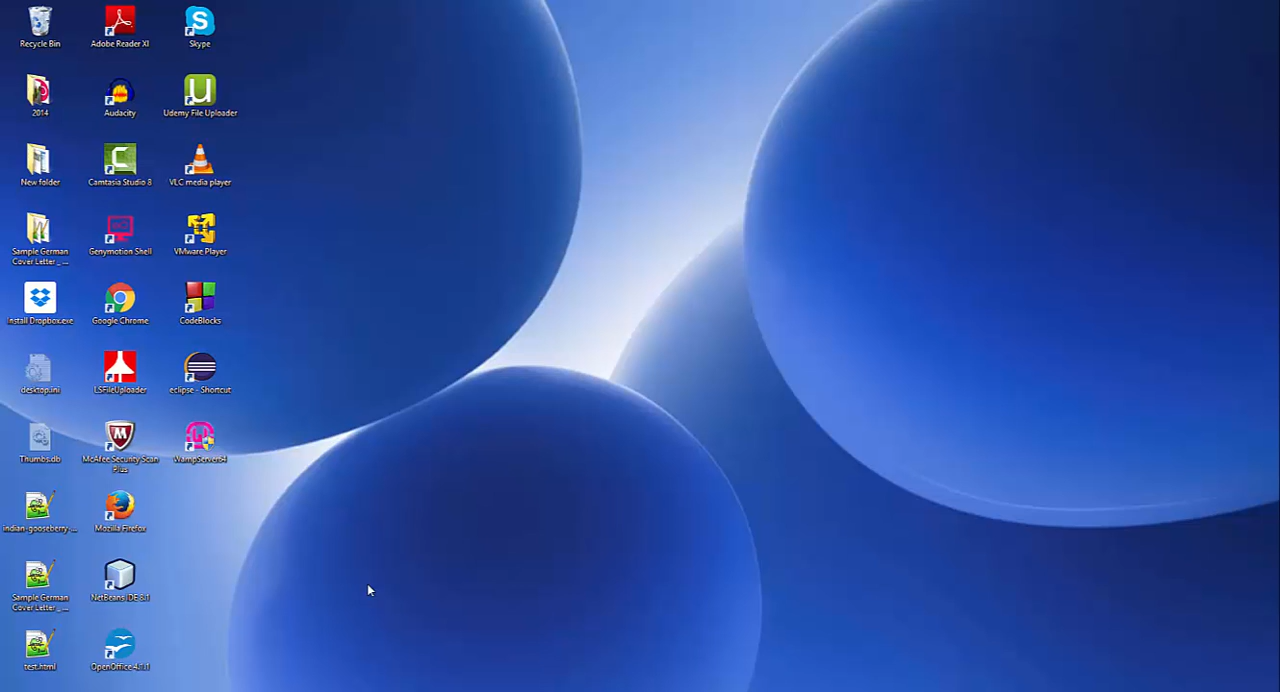 Recycle Bin
Adobe Reader XI
Skype
2014
Audacity
Udemy File Uploader
New folder
Camtasia Studio 8
VLC media player
Sample German
Cover Letter _ ...
Genymotion Shell
VMware Player
Install Dropbox.exe
Google Chrome
CodeBlocks
desktop.ini
LSFileUploader
eclipse - Shortcut
Thumbs.db
McAfee Security Scan
Plus
WampServer64
indian-gooseberry-...
Mozilla Firefox
Sample German
Cover Letter _ ...
NetBeans IDE 8.1
test.html
OpenOffice 4.1.1